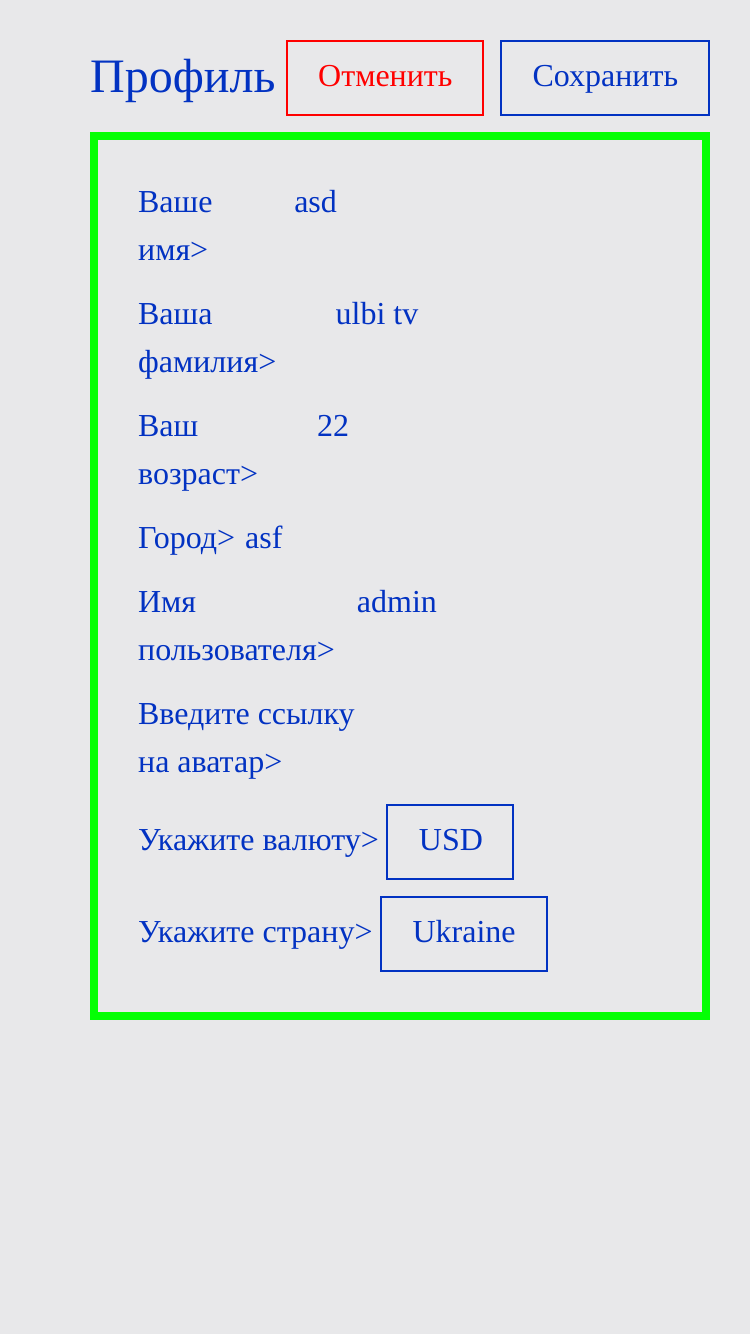 Профиль Отменить Сохранить
Ваше asd
имя>
Ваша ulbi tv
фамилия>
Ваш 22
возраст>
Город> asf
Имя admin
пользователя>
Введите ссылку
на аватар>
Укажите валюту> USD
Укажите страну> Ukraine